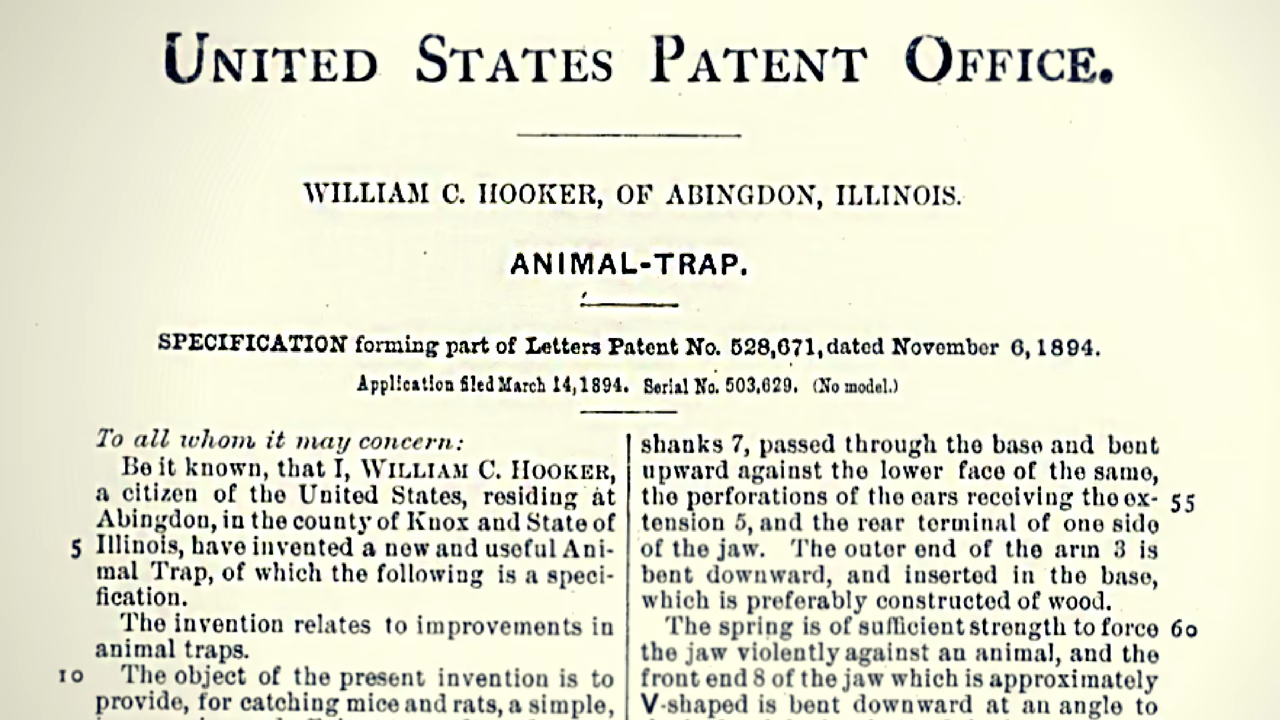 UNITED STATES PATENT OFFICE.
WILLIAM C. HOOKER, OF ABINGDON, ILLINOIS.
ANIMAL-TRAP.
SPECIFICATION forming part of Letters Patent No. 528,671, dated November 6, 1894.
Application filed March 14, 1894. Serial No. 503,629. (No model.)
To all whom it may concern:
Be it known, that I, WILLIAM C. HOOKER,
a citizen of the United States, residing at
Abingdon, in the county of Knox and State of
5 Illinois, have invented a new and useful Ani-
mal Trap, of which the following is a speci-
fication.
The invention relates to improvements in
animal traps.
10 The object of the present invention is to
provide, for catching mice and rats, a simple,
shanks 7, passed through the base and bent
upward against the lower face of the same,
the perforations of the ears receiving the ex- 55
tension 5, and the rear terminal of one side
of the jaw. The outer end of the arm 3 is
bent downward, and inserted in the base,
which is preferably constructed of wood.
The spring is of sufficient strength to force 60
the jaw violently against an animal, and the
front end 8 of the jaw which is approximately
V-shaped is bent downward at an angle to